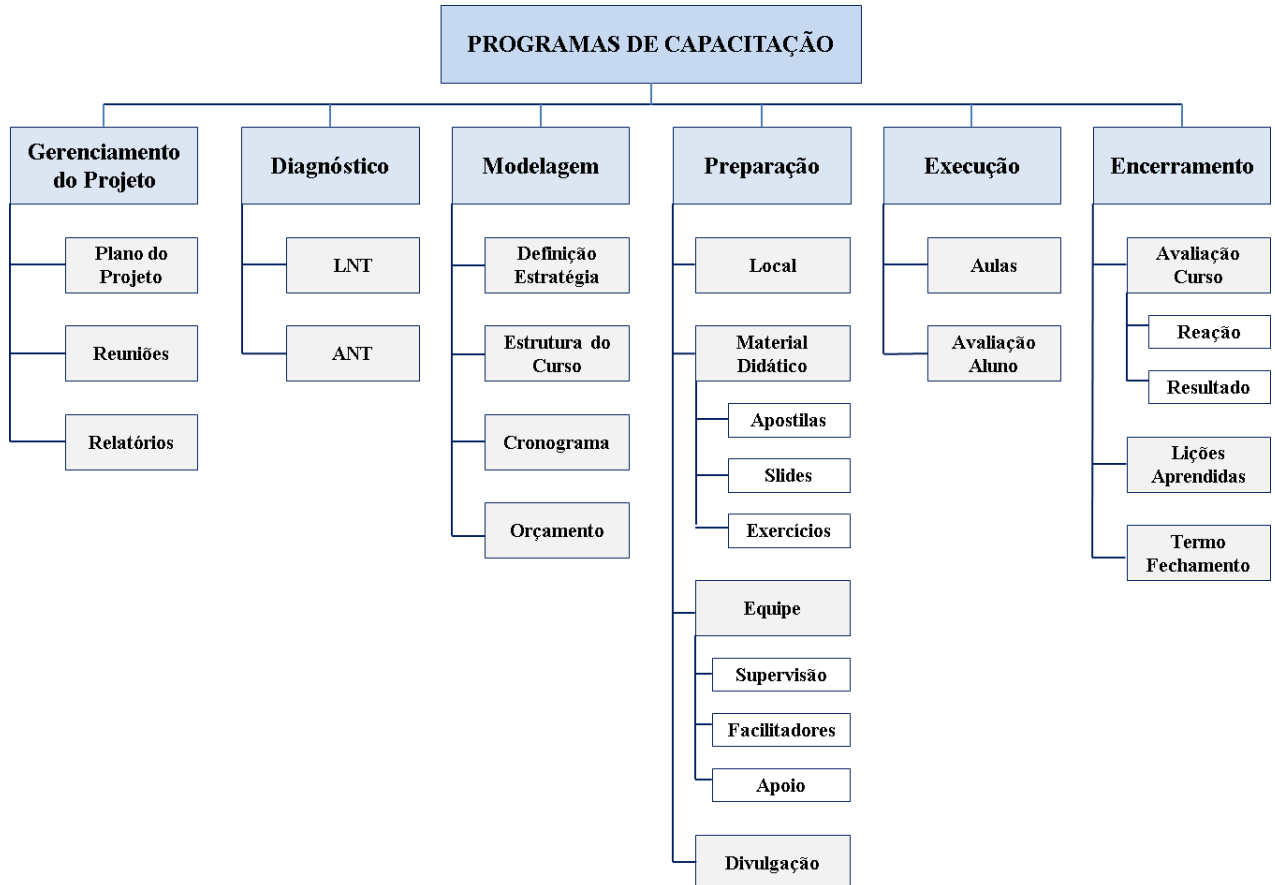 PROGRAMAS DE CAPACITAÇÃO
Gerenciamento
do Projeto
Plano do
Projeto
Reuniões
Relatórios
Diagnóstico
LNT
ANT
Modelagem
Definição
Estratégia
Estrutura do
Curso
Cronograma
Orçamento
Preparação
Local
Material
Didático
Apostilas
Slides
Exercícios
Equipe
Supervisão
Facilitadores
Apoio
Divulgação
Execução
Aulas
Avaliação
Aluno
Encerramento
Avaliação
Curso
Reação
Resultado
Lições
Aprendidas
Termo
Fechamento